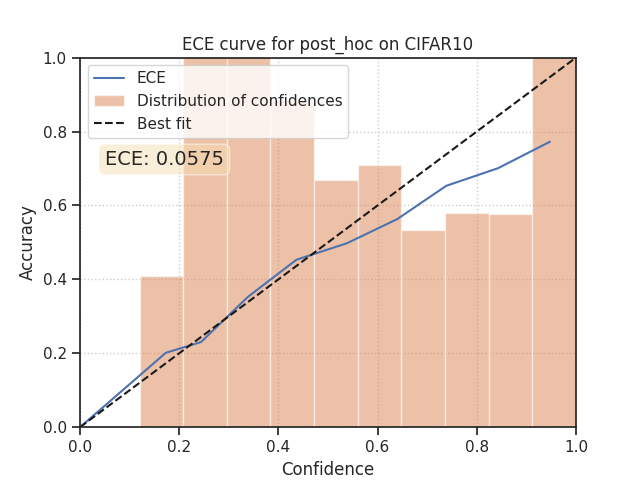 ECE curve for post_hoc on CIFAR10
1.0
0.8
0.6
0.4
0.2
0.0
Accuracy
ECE
Distribution of confidences
Best fit
ECE: 0.0575
0.0 0.2 0.4 0.6 0.8 1.0
Confidence